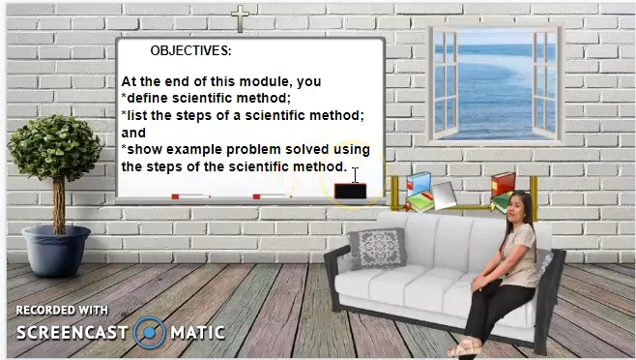 OBJECTIVES:
At the end of this module, you
*define scientific method;
*list the steps of a scientific method;
and
*show example problem solved using
the steps of the scientific method.
RECORDED WITH
SCREENCAST MATIC